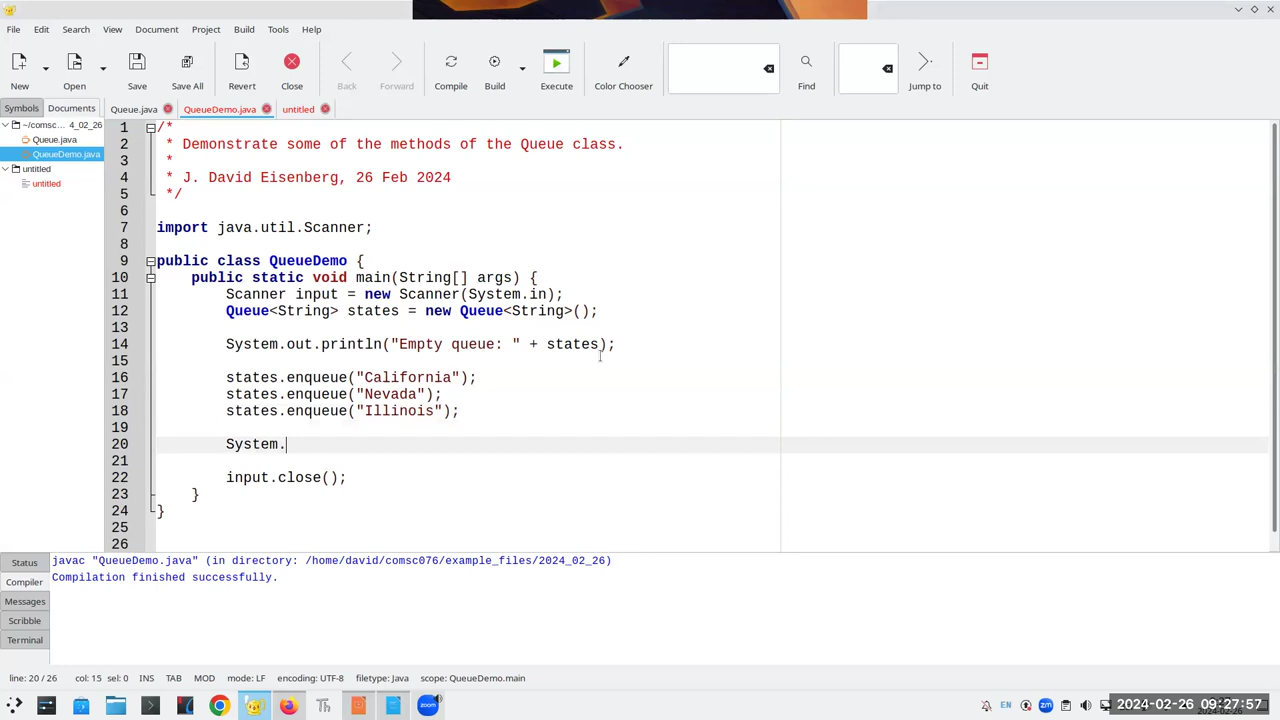 File Edit Search View Document Project Build Tools Help
New Open Save Save All Revert Close Back Forward Compile Build Execute Color Chooser Find Jump to Quit
Symbols Documents Queue.java QueueDemo.java untitled
~/comsc... 4_02_26
Queue.java
QueueDemo.java
untitled
untitled
1 /*
2 * Demonstrate some of the methods of the Queue class.
3 *
4 * J. David Eisenberg, 26 Feb 2024
5 */
6
7 import java.util.Scanner;
8
9 public class QueueDemo {
10 public static void main(String[] args) {
11 Scanner input = new Scanner(System.in);
12 Queue<String> states = new Queue<String>();
13
14 System.out.println("Empty queue: " + states);
15
16 states.enqueue("California");
17 states.enqueue("Nevada");
18 states.enqueue("Illinois");
19
20 System.
21
22 input.close();
23 }
24 }
25
26
Status
Compiler
Messages
Scribble
Terminal
javac "QueueDemo.java" (in directory: /home/david/comsc076/example_files/2024_02_26)
Compilation finished successfully.
line: 20 / 26 col: 15 sel: 0 INS TAB MOD mode: LF encoding: UTF-8 filetype: Java scope: QueueDemo.main
Th zoom EN zm 2024-02-26 09:27:57